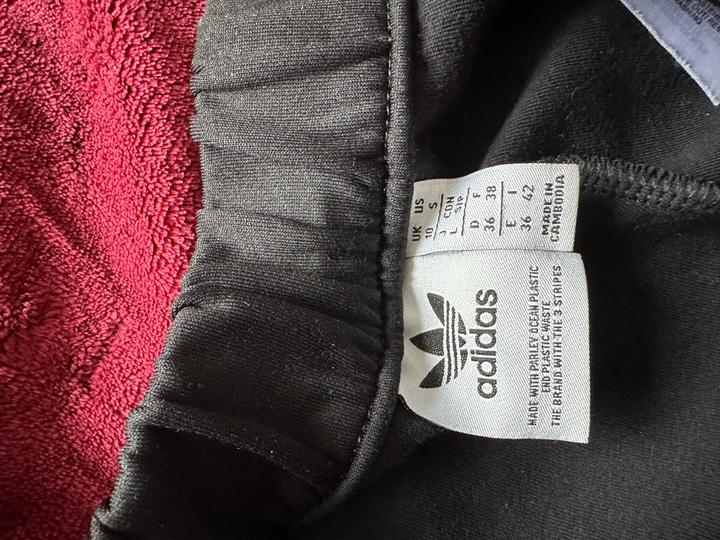 UK US
10 S
J CDN
L S/P
D F
36 38
E I
36 42
MADE IN
CAMBODIA
adidas
MADE WITH PARLEY OCEAN PLASTIC
END PLASTIC WASTE
THE BRAND WITH THE 3 STRIPES